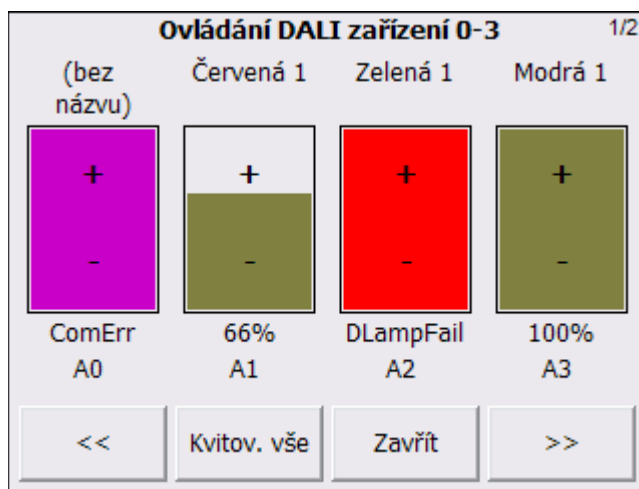 Ovládání DALI zařízení 0-3 1/2
(bez názvu) Červená 1 Zelená 1 Modrá 1
+ + + +
- - - -
ComErr 66% DLampFail 100%
A0 A1 A2 A3
<< Kvitov. vše Zavřít >>